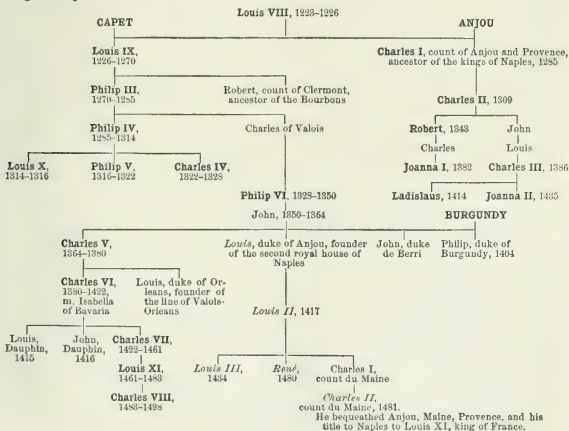 Louis VIII, 1223–1226
CAPET
ANJOU
Louis IX,
1226–1270
Charles I, count of Anjou and Provence,
ancestor of the kings of Naples, 1285
Philip III,
1270–1285
Robert, count of Clermont,
ancestor of the Bourbons
Charles II, 1309
Philip IV,
1285–1314
Charles of Valois
Robert, 1343
John
Charles
Louis
Louis X,
1314–1316
Philip V,
1316–1322
Charles IV,
1322–1328
Joanna I, 1382
Charles III, 1386
Philip VI, 1328–1350
Ladislaus, 1414
Joanna II, 1435
John, 1350–1364
BURGUNDY
Charles V,
1364–1380
Louis, duke of Anjou, founder
of the second royal house of
Naples
John, duke
de Berri
Philip, duke of
Burgundy, 1404
Charles VI,
1380–1422,
m. Isabella
of Bavaria
Louis, duke of Or-
leans, founder of
the line of Valois-
Orleans
Louis II, 1417
Louis,
Dauphin,
1415
John,
Dauphin,
1416
Charles VII,
1422–1461
Louis III,
1434
René,
1480
Charles I,
count du Maine
Louis XI,
1461–1483
Charles II,
count du Maine, 1481.
Charles VIII,
1483–1498
He bequeathed Anjou, Maine, Provence, and his
title to Naples to Louis XI, king of France.